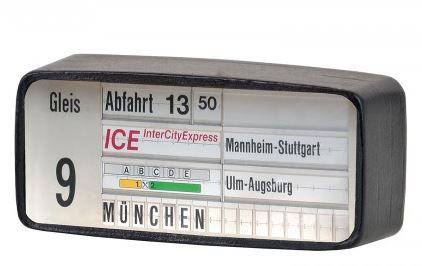 Gleis
9
Abfahrt 13 50
ICE InterCityExpress
Mannheim-Stuttgart
A B C D E
1 2
Ulm-Augsburg
MÜNCHEN